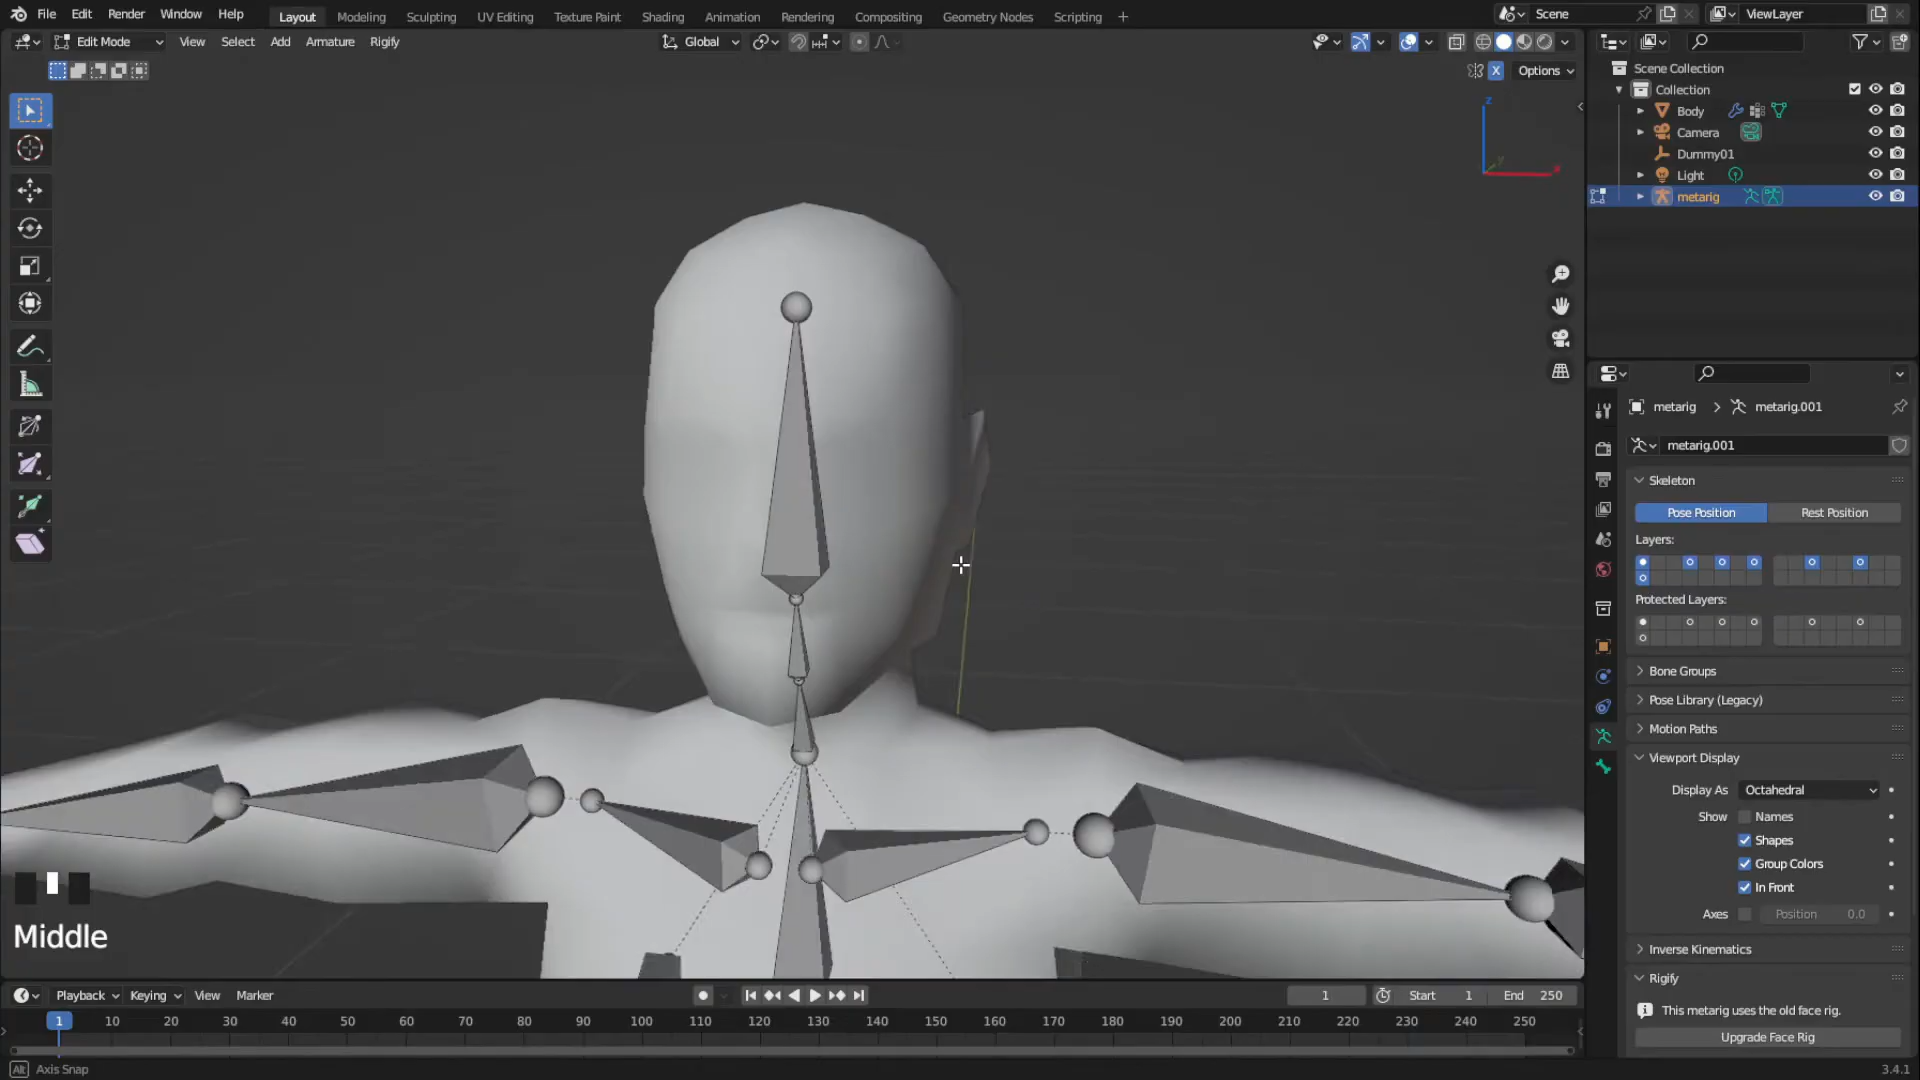 File Edit Render Window Help Layout Modeling Sculpting UV Editing Texture Paint Shading Animation Rendering Compositing Geometry Nodes Scripting + Scene ViewLayer
Edit Mode View Select Add Armature Rigify Global
X Options
Scene Collection
Collection
Body
Camera
Dummy01
Light
metarig
Z
Y
X
metarig > metarig.001
metarig.001
Skeleton
Pose Position Rest Position
Layers:
Protected Layers:
Bone Groups
Pose Library (Legacy)
Motion Paths
Viewport Display
Display As Octahedral
Show Names
Shapes
Group Colors
In Front
Axes Position 0.0
Inverse Kinematics
Rigify
This metarig uses the old face rig.
Upgrade Face Rig
Middle
Playback Keying View Marker 1 Start 1 End 250
1 10 20 30 40 50 60 70 80 90 100 110 120 130 140 150 160 170 180 190 200 210 220 230 240 250
Alt Axis Snap 3.4.1